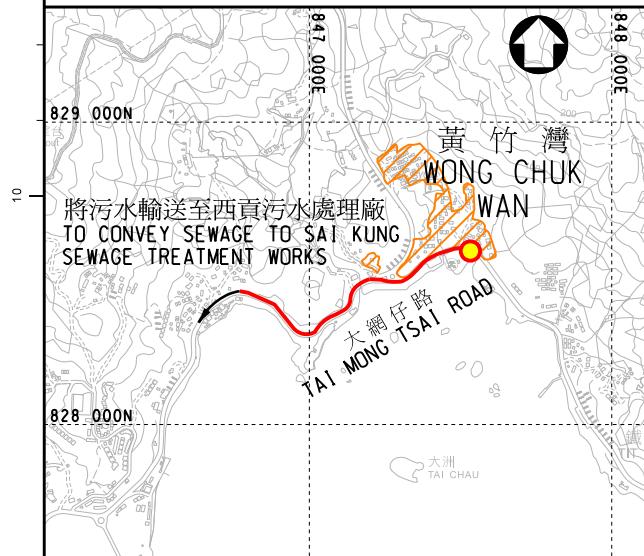 847 000E
848 000E
829 000N
黃竹灣
WONG CHUK
WAN
10
將污水輸送至西貢污水處理廠
TO CONVEY SEWAGE TO SAI KUNG
SEWAGE TREATMENT WORKS
大網仔路
TAI MONG TSAI ROAD
828 000N
大洲
TAI CHAU